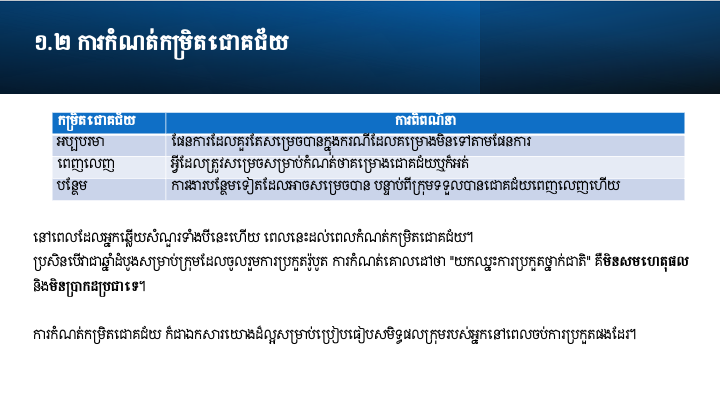 ១.២ ការកំណត់កម្រិតជោគជ័យ
កម្រិតជោគជ័យ ការពិពណ៌នា
អប្បបរមា ផែនការដែលគួរតែសម្រេចបានក្នុងករណីដែលគម្រោងមិនទៅតាមផែនការ
ពេញលេញ អ្វីដែលត្រូវសម្រេចសម្រាប់កំណត់ថាគម្រោងជោគជ័យឬក៏អត់
បន្ថែម ការងារបន្ថែមទៀតដែលអាចសម្រេចបាន បន្ទាប់ពីក្រុមទទួលបានជោគជ័យពេញលេញហើយ
នៅពេលដែលអ្នកឆ្លើយសំណួរទាំងបីនេះហើយ ពេលនេះដល់ពេលកំណត់កម្រិតជោគជ័យ។
ប្រសិនបើវាជាឆ្នាំដំបូងសម្រាប់ក្រុមដែលចូលរួមការប្រកួតរ៉ូបូត ការកំណត់គោលដៅថា "យកឈ្នះការប្រកួតថ្នាក់ជាតិ" គឺមិនសមហេតុផល
និងមិនប្រាកដប្រជាទេ។
ការកំណត់កម្រិតជោគជ័យ ក៏ជាឯកសារយោងដ៏ល្អសម្រាប់ប្រៀបធៀបសមិទ្ធផលក្រុមរបស់អ្នកនៅពេលចប់ការប្រកួតផងដែរ។